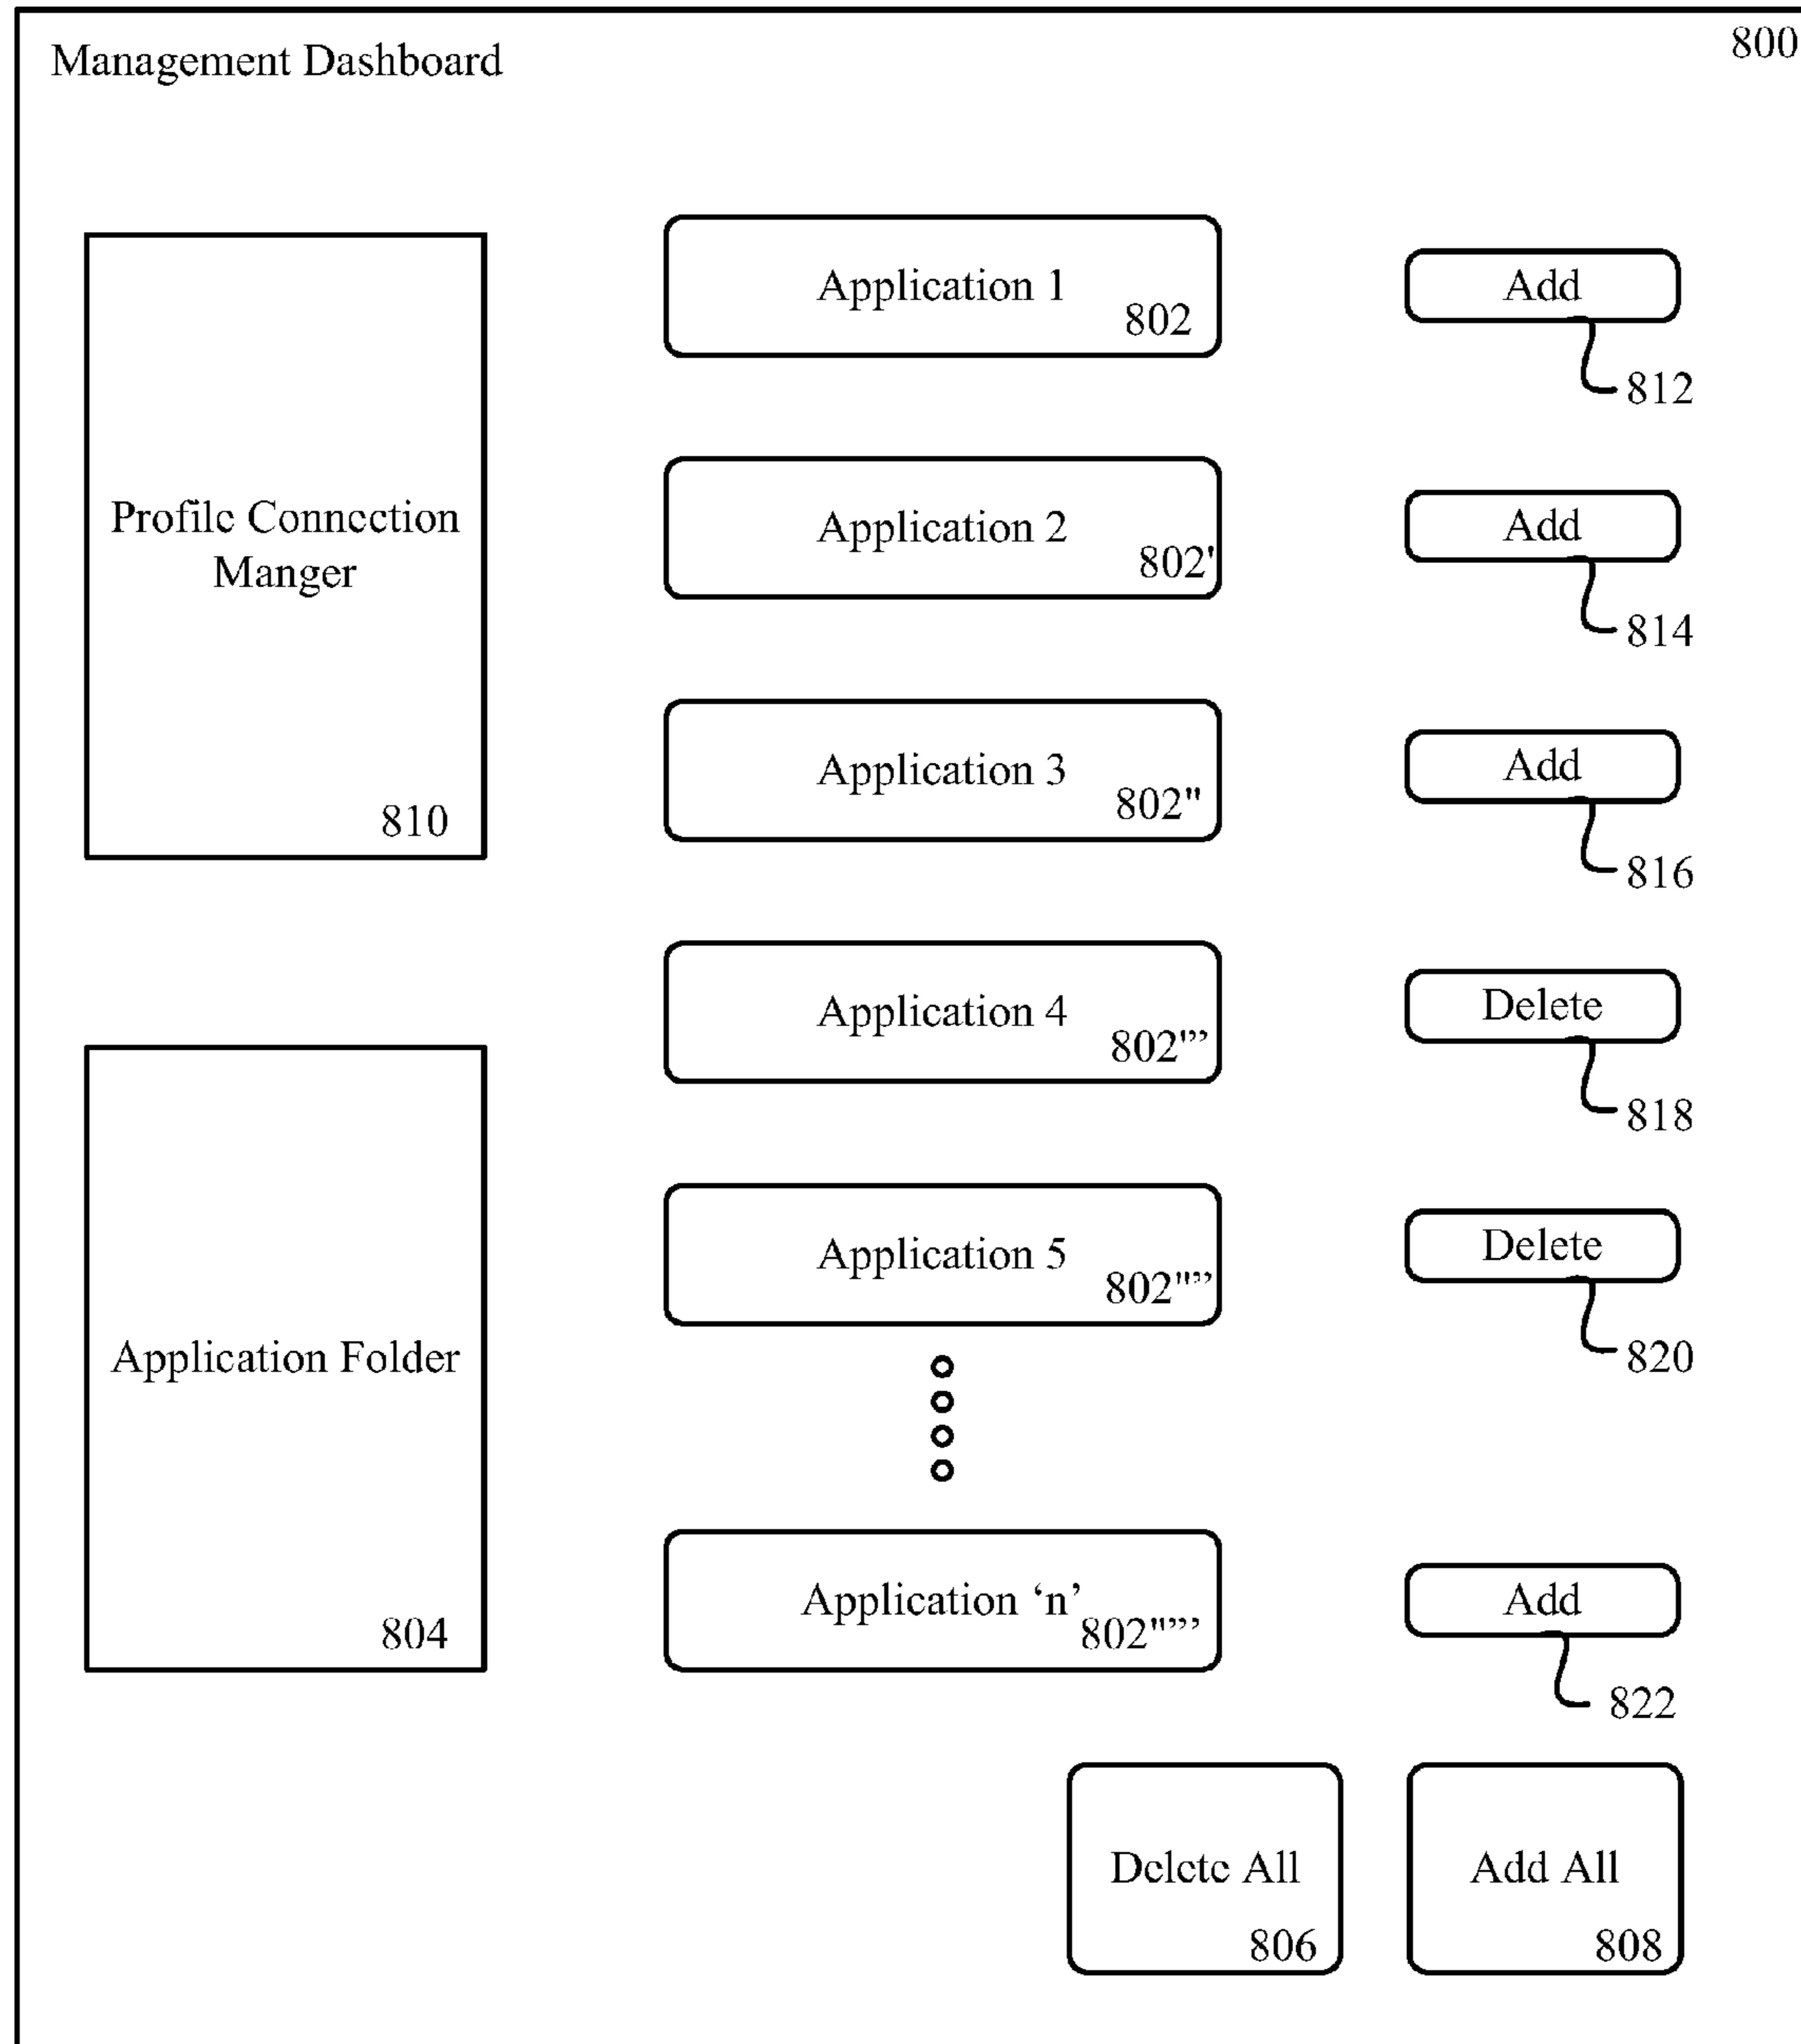 Management Dashboard
800
Profile Connection
Manger
810
Application 1
802
Add
812
Application 2
802'
Add
814
Application 3
802"
Add
816
Application 4
802'”
Delete
818
Application Folder
804
Application 5
802"”
Delete
820
Application ‘n’
802"”’
Add
822
Delete All
806
Add All
808